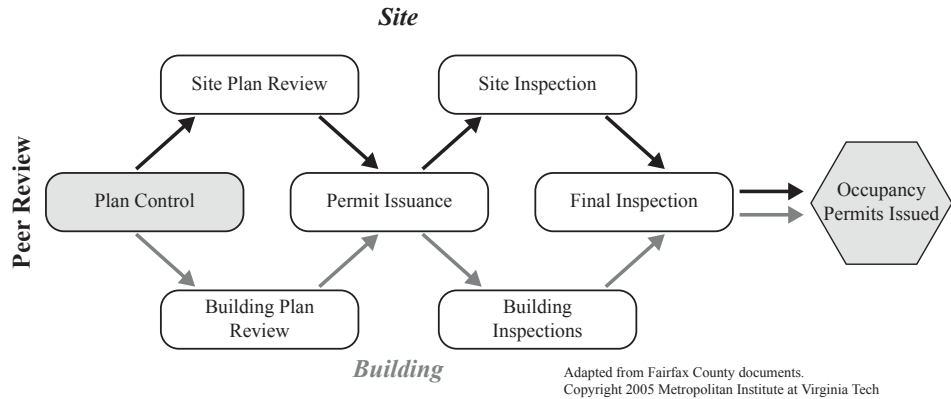 Site
Site Plan Review
Site Inspection
Peer Review
Plan Control
Permit Issuance
Final Inspection
Occupancy
Permits Issued
Building Plan
Review
Building
Inspections
Building
Adapted from Fairfax County documents.
Copyright 2005 Metropolitan Institute at Virginia Tech